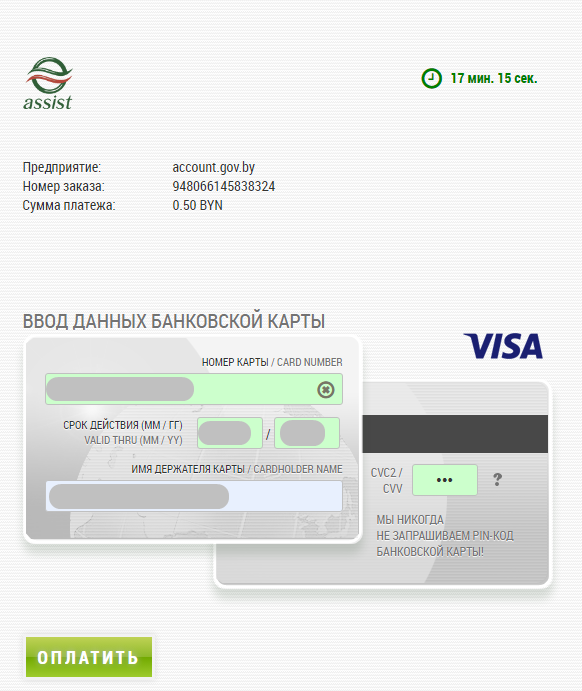 assist
17 мин. 15 сек.
Предприятие: account.gov.by
Номер заказа: 948066145838324
Сумма платежа: 0.50 BYN
ВВОД ДАННЫХ БАНКОВСКОЙ КАРТЫ
VISA
НОМЕР КАРТЫ / CARD NUMBER
СРОК ДЕЙСТВИЯ (ММ / ГГ)
VALID THRU (MM / YY)
/
ИМЯ ДЕРЖАТЕЛЯ КАРТЫ / CARDHOLDER NAME
CVC2 /
CVV
•••
?
МЫ НИКОГДА
НЕ ЗАПРАШИВАЕМ PIN-КОД
БАНКОВСКОЙ КАРТЫ!
ОПЛАТИТЬ